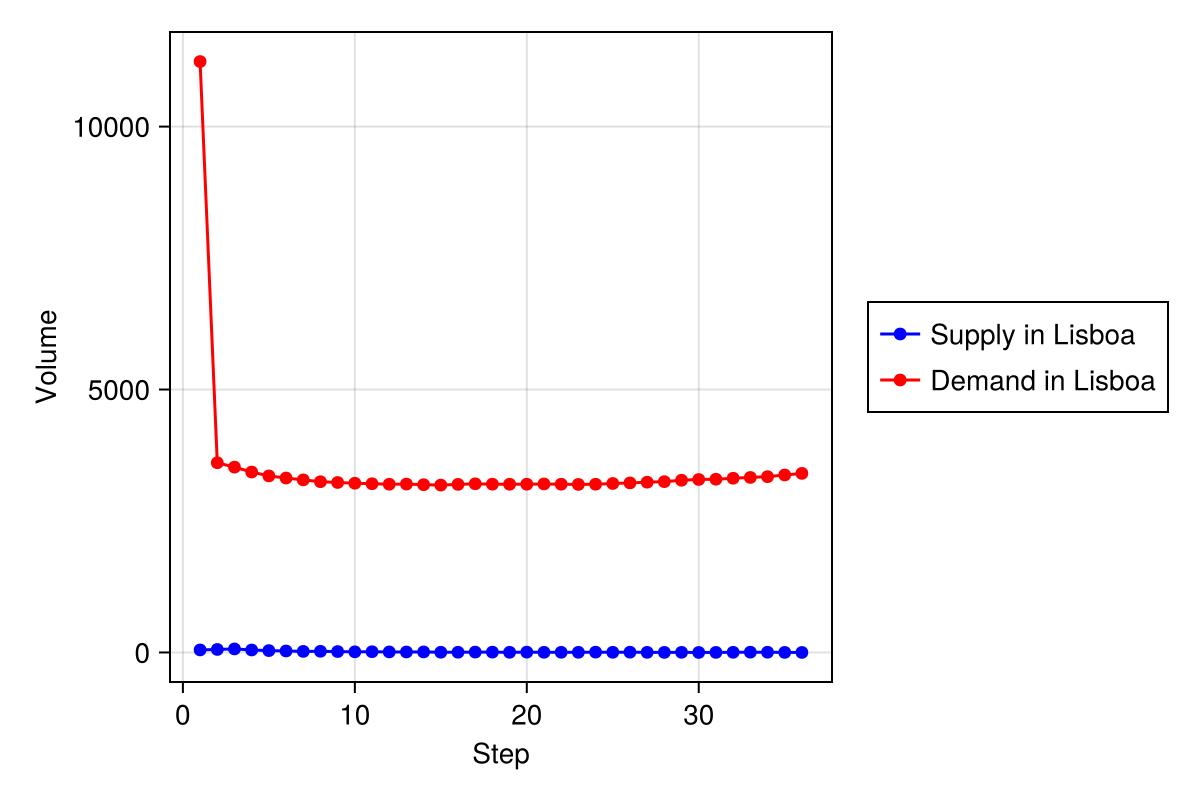 10000
5000
0
Volume
0 10 20 30
Step
Supply in Lisboa
Demand in Lisboa